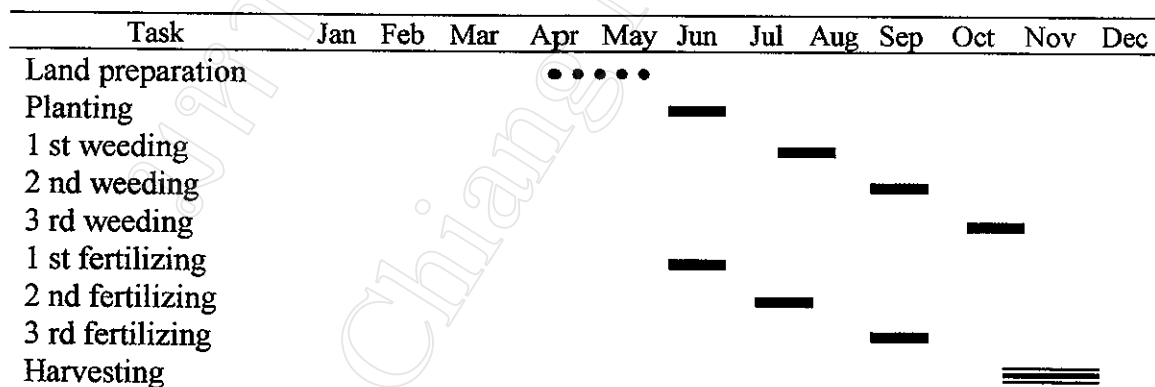 Task Jan Feb Mar Apr May Jun Jul Aug Sep Oct Nov Dec
Land preparation
Planting
1 st weeding
2 nd weeding
3 rd weeding
1 st fertilizing
2 nd fertilizing
3 rd fertilizing
Harvesting
Chiang